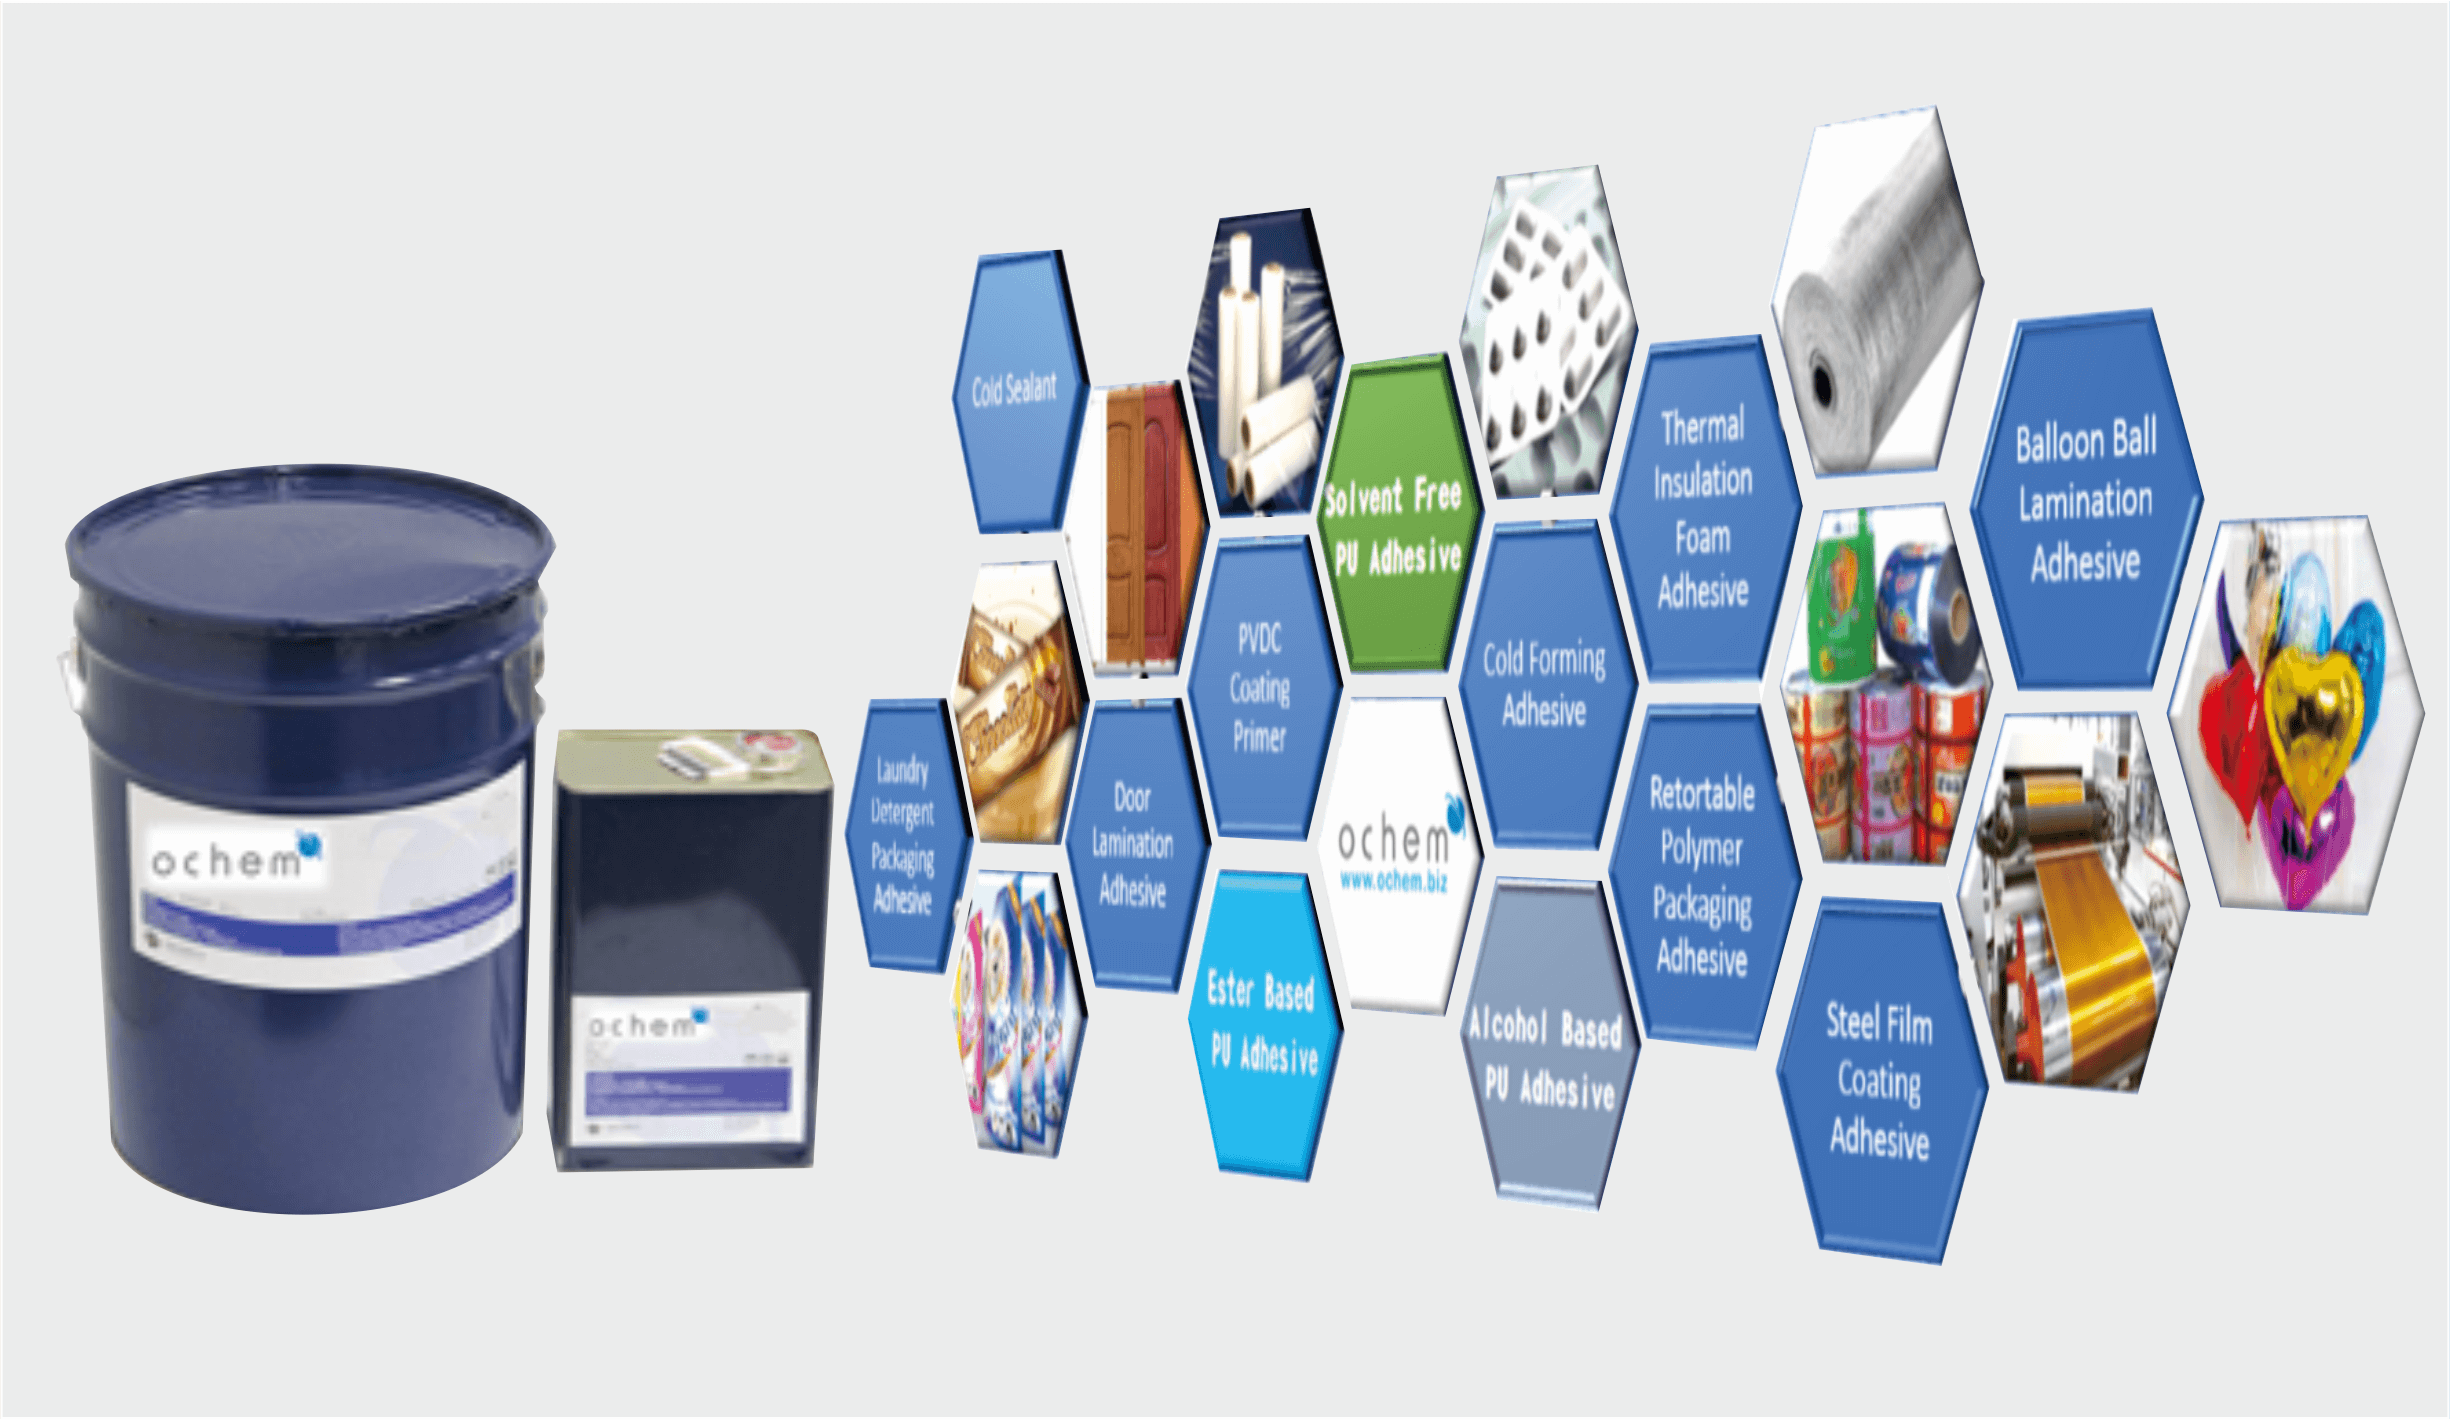 ochem
ochem
Cold Sealant
Laundry
Detergent
Packaging
Adhesive
Door
Lamination
Adhesive
PVDC
Coating
Primer
Solvent Free
PU Adhesive
ochem
www.ochem.biz
Ester Based
PU Adhesive
Cold Forming
Adhesive
Alcohol Based
PU Adhesive
Thermal
Insulation
Foam
Adhesive
Retortable
Polymer
Packaging
Adhesive
Balloon Ball
Lamination
Adhesive
Steel Film
Coating
Adhesive